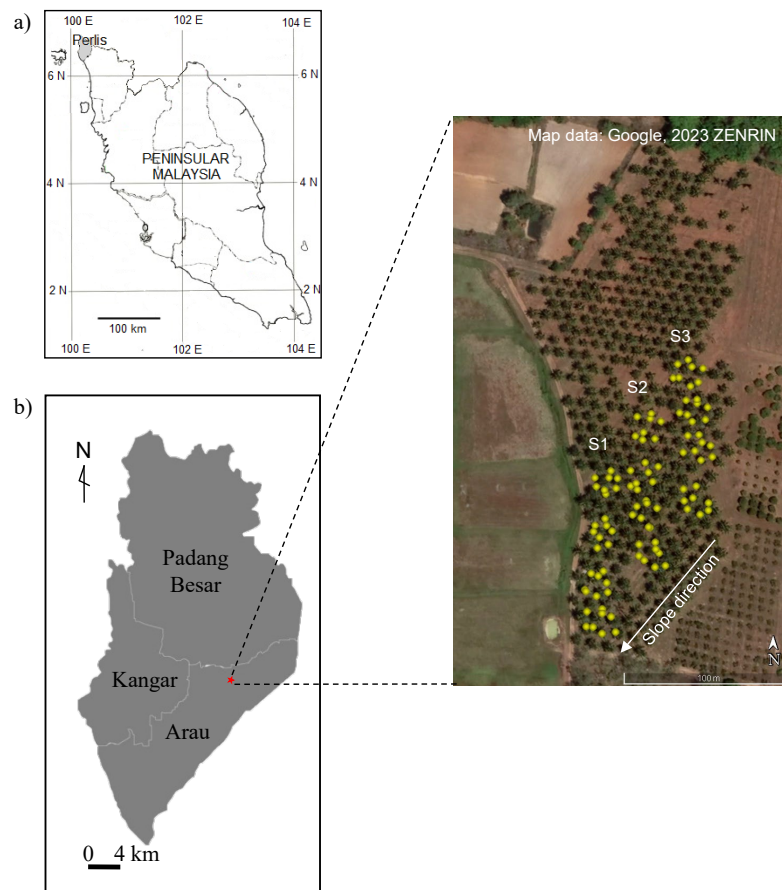 a)
100 E
102 E
104 E
Perlis
6 N
6 N
PENINSULAR
MALAYSIA
4 N
4 N
2 N
2 N
100 km
100 E
102 E
104 E
b)
N
Padang
Besar
Kangar
Arau
0 4 km
Map data: Google, 2023 ZENRIN
S3
S2
S1
Slope direction
N
100 m